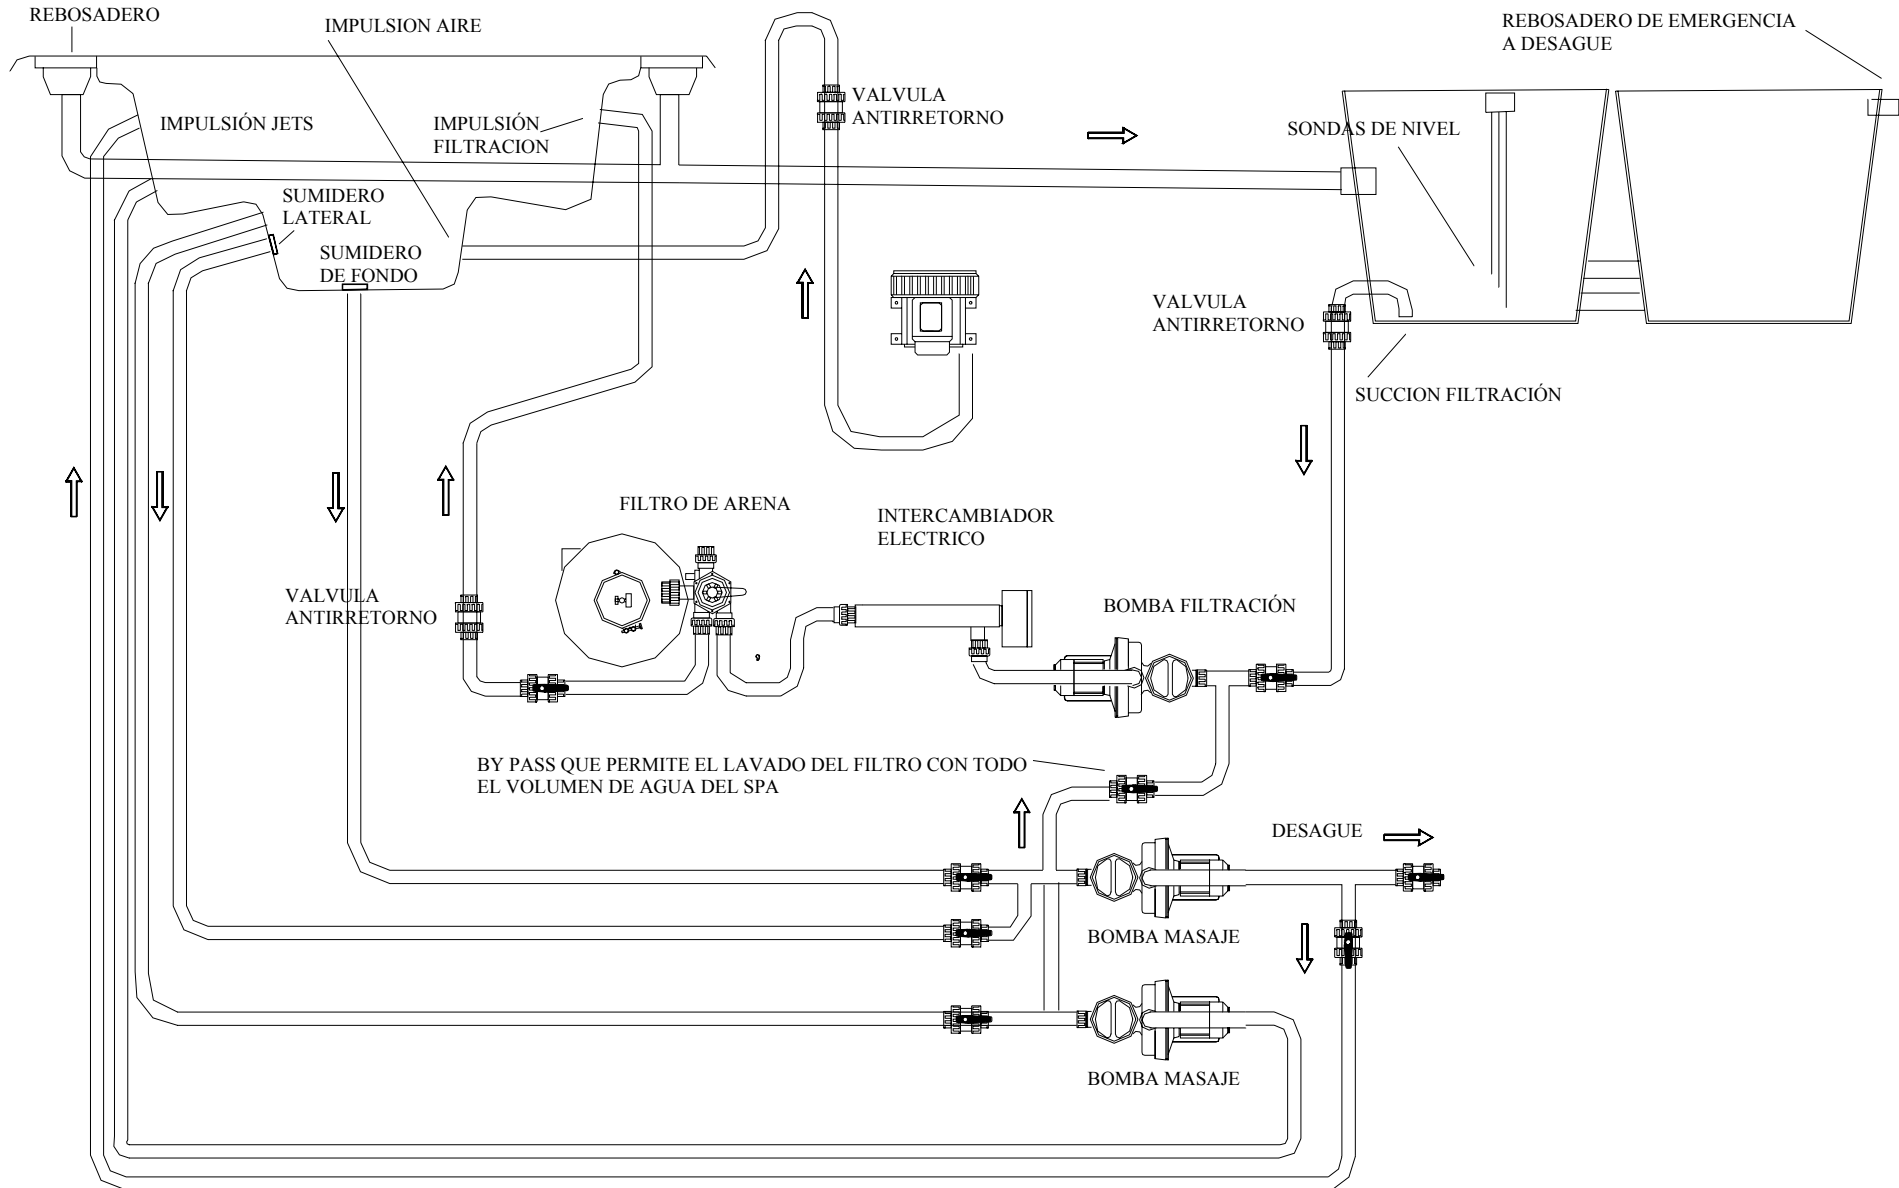 REBOSADERO
IMPULSION AIRE
REBOSADERO DE EMERGENCIA
A DESAGUE
VALVULA
ANTIRRETORNO
IMPULSIÓN JETS
IMPULSIÓN
FILTRACION
SONDAS DE NIVEL
SUMIDERO
LATERAL
SUMIDERO
DE FONDO
VALVULA
ANTIRRETORNO
SUCCION FILTRACIÓN
FILTRO DE ARENA
INTERCAMBIADOR
ELECTRICO
VALVULA
ANTIRRETORNO
BOMBA FILTRACIÓN
BY PASS QUE PERMITE EL LAVADO DEL FILTRO CON TODO
EL VOLUMEN DE AGUA DEL SPA
DESAGUE
BOMBA MASAJE
BOMBA MASAJE